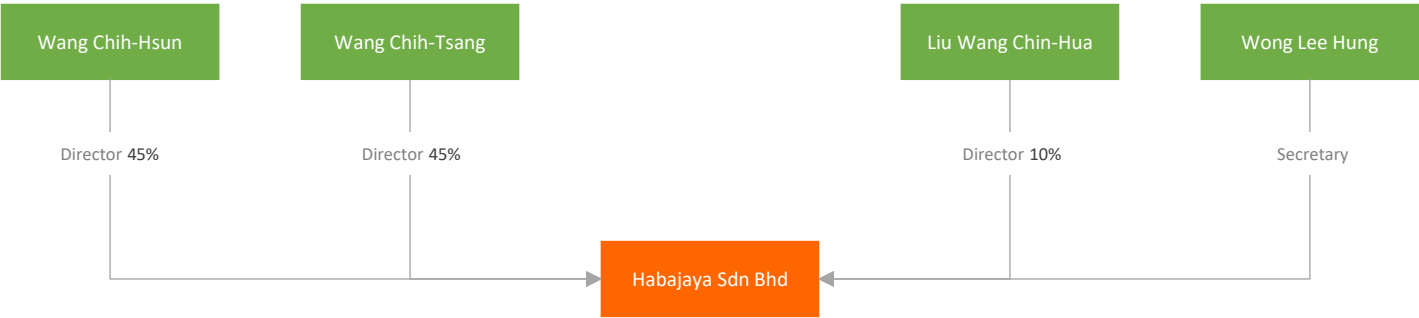 Wang Chih-Hsun
Wang Chih-Tsang
Liu Wang Chin-Hua
Wong Lee Hung
Director 45%
Director 45%
Director 10%
Secretary
Habajaya Sdn Bhd